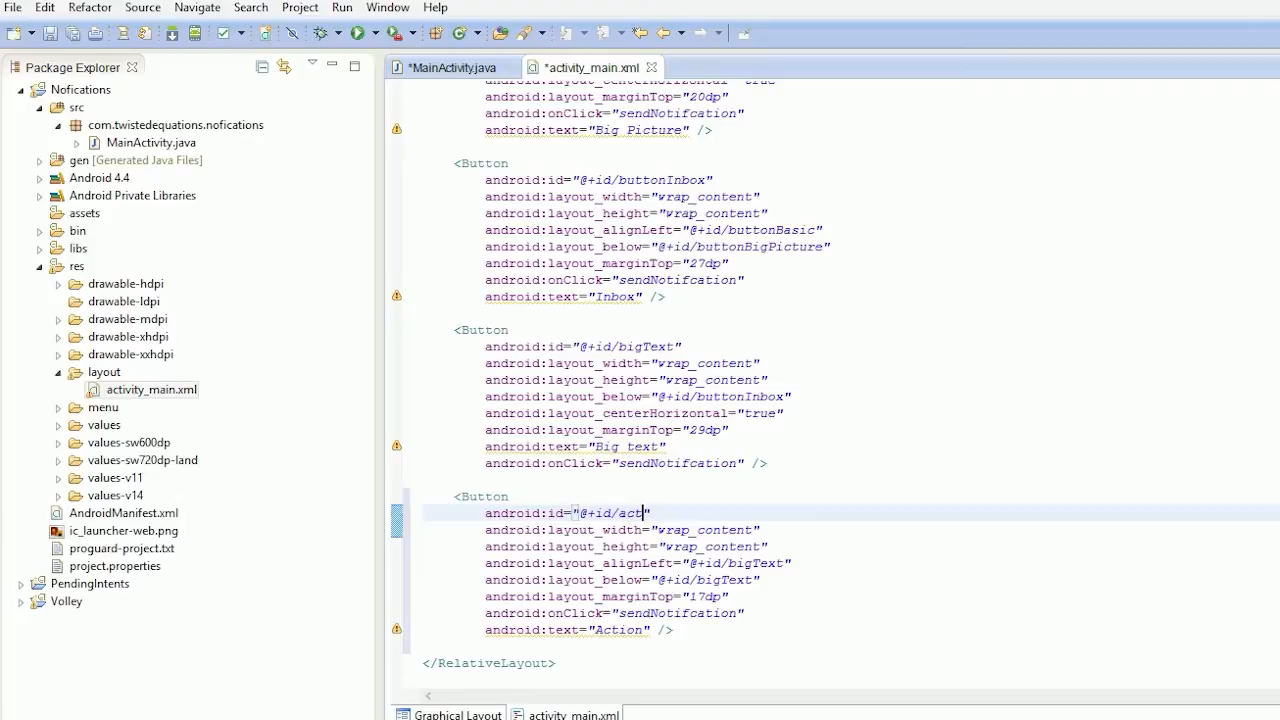 File Edit Refactor Source Navigate Search Project Run Window Help
Package Explorer
*MainActivity.java
*activity_main.xml
Nofications
src
com.twistedequations.nofications
MainActivity.java
gen [Generated Java Files]
Android 4.4
Android Private Libraries
assets
bin
libs
res
drawable-hdpi
drawable-ldpi
drawable-mdpi
drawable-xhdpi
drawable-xxhdpi
layout
activity_main.xml
menu
values
values-sw600dp
values-sw720dp-land
values-v11
values-v14
AndroidManifest.xml
ic_launcher-web.png
proguard-project.txt
project.properties
PendingIntents
Volley
android:layout_centerHorizontal="true"
android:layout_marginTop="20dp"
android:onClick="sendNotifcation"
android:text="Big Picture" />
<Button
android:id="@+id/buttonInbox"
android:layout_width="wrap_content"
android:layout_height="wrap_content"
android:layout_alignLeft="@+id/buttonBasic"
android:layout_below="@+id/buttonBigPicture"
android:layout_marginTop="27dp"
android:onClick="sendNotifcation"
android:text="Inbox" />
<Button
android:id="@+id/bigText"
android:layout_width="wrap_content"
android:layout_height="wrap_content"
android:layout_below="@+id/buttonInbox"
android:layout_centerHorizontal="true"
android:layout_marginTop="29dp"
android:text="Big text"
android:onClick="sendNotifcation" />
<Button
android:id="@+id/act"
android:layout_width="wrap_content"
android:layout_height="wrap_content"
android:layout_alignLeft="@+id/bigText"
android:layout_below="@+id/bigText"
android:layout_marginTop="17dp"
android:onClick="sendNotifcation"
android:text="Action" />
</RelativeLayout>
Graphical Layout
activity_main.xml